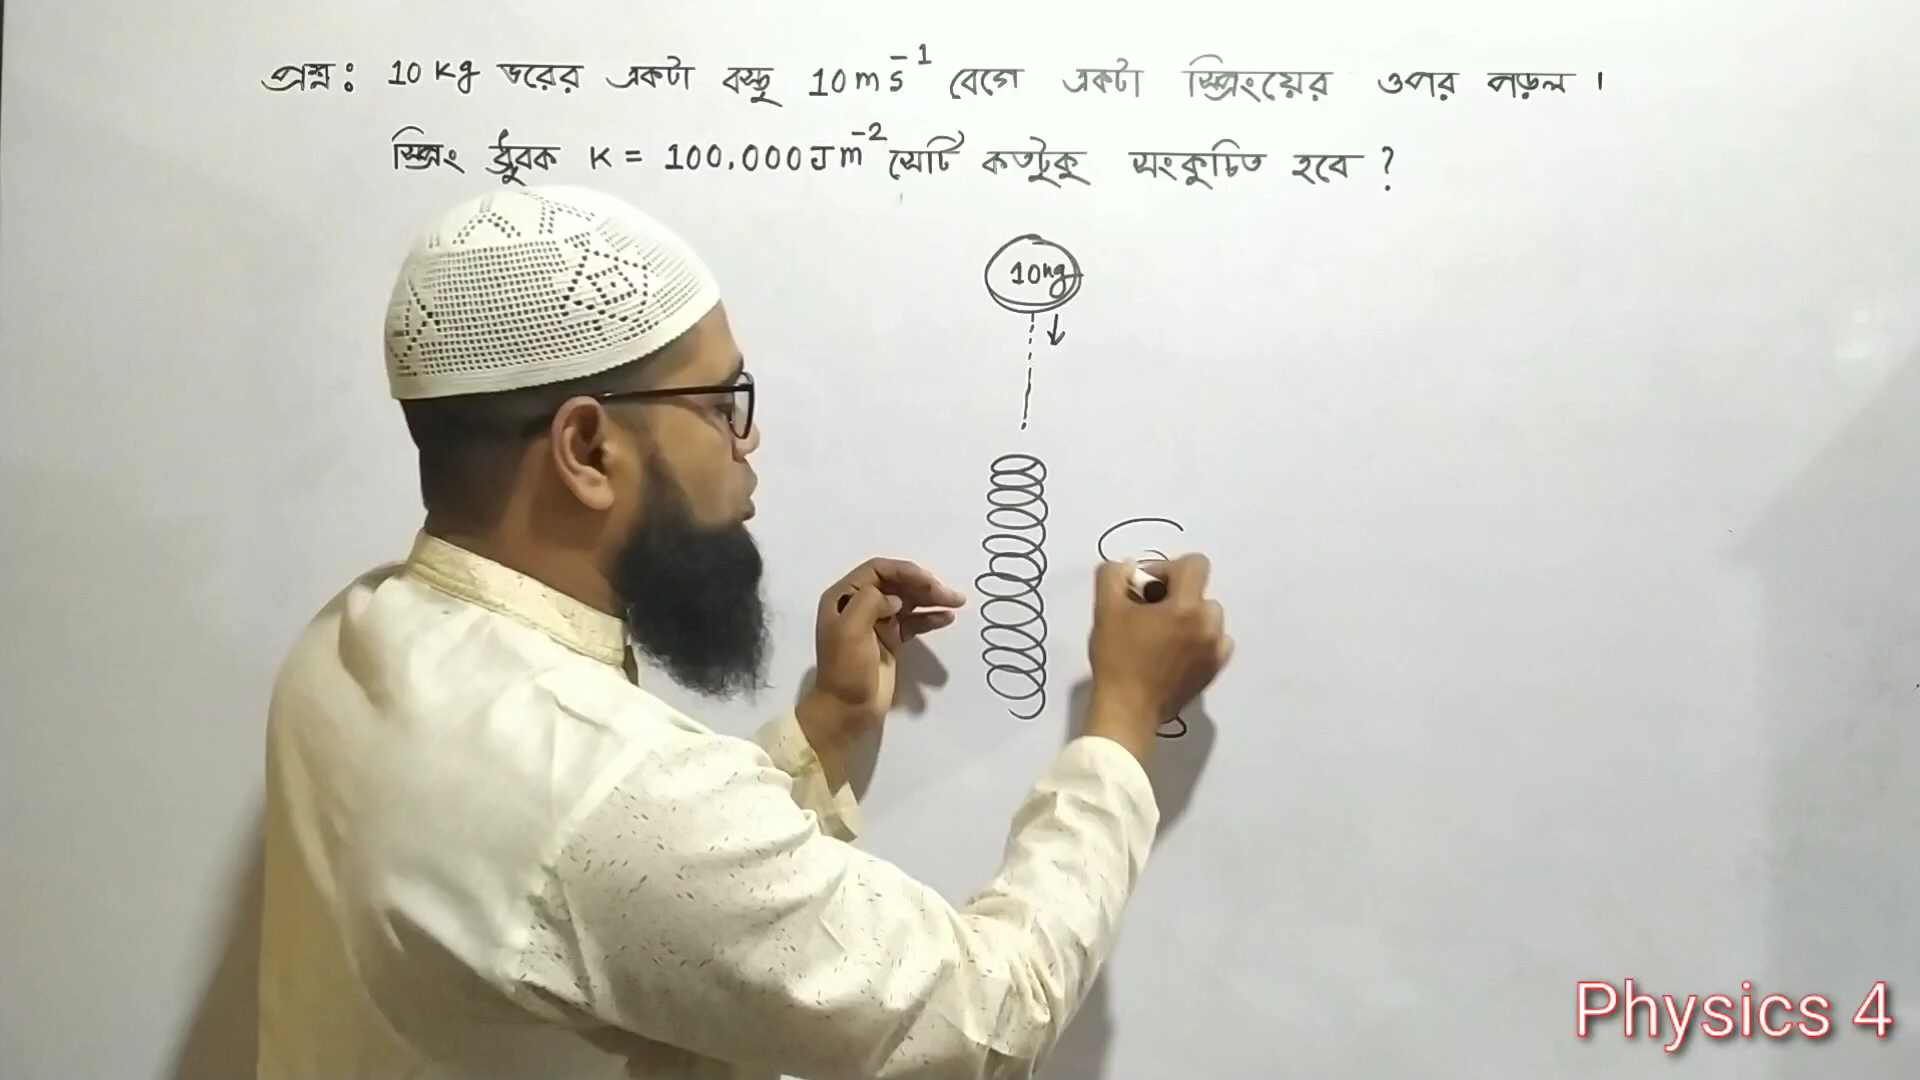 প্রশ্ন: 10 kg ভরের একটা বস্তু 10 ms⁻¹ বেগে একটা স্প্রিংয়ের ওপর পড়ল।
স্প্রিং ধ্রুবক K = 100.000 Jm⁻² সেটি কতটুকু সংকুচিত হবে ?
10kg
Physics 4